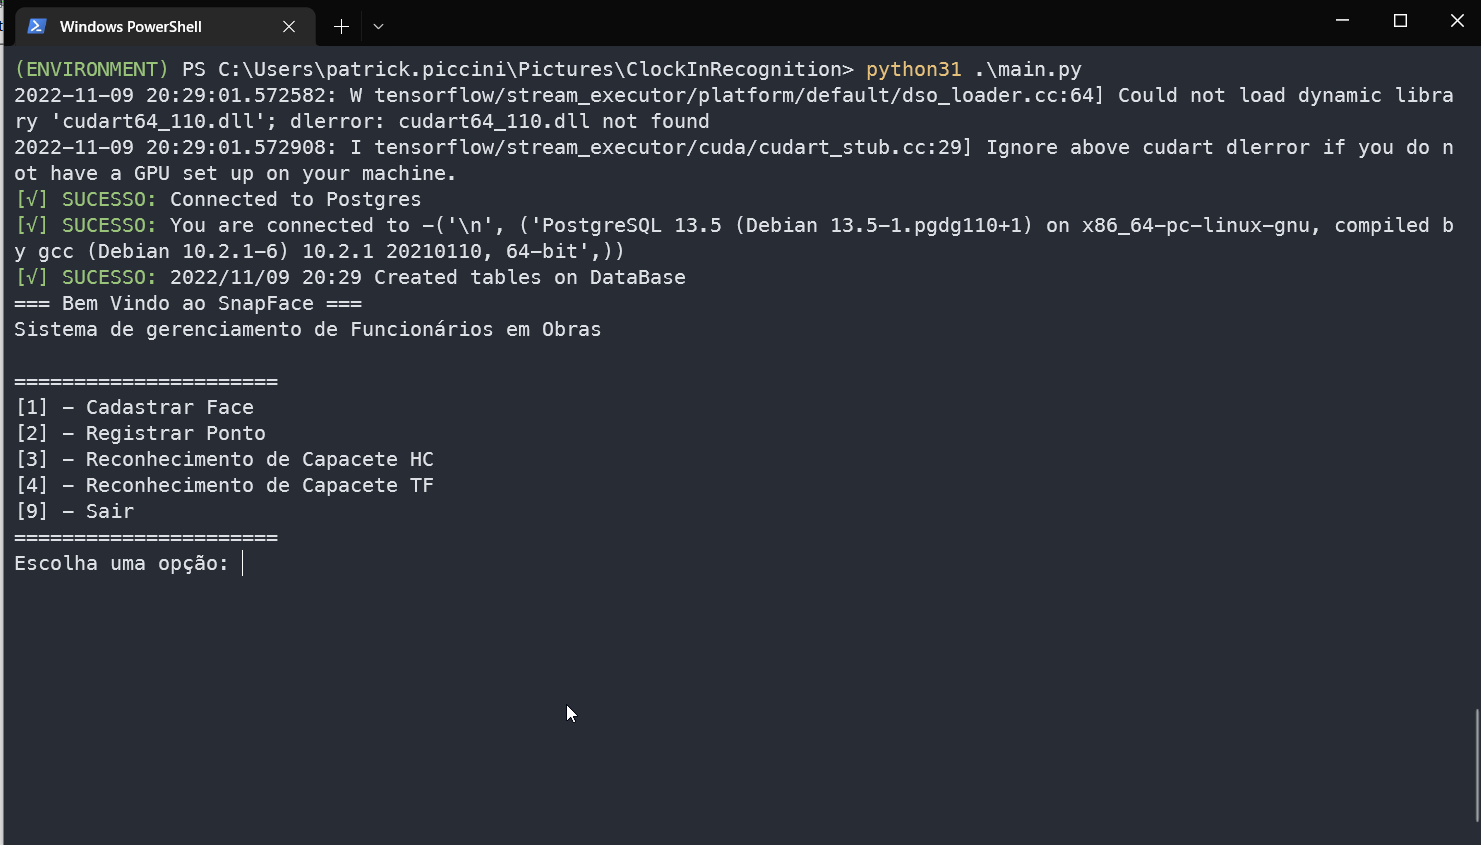 Windows PowerShell
(ENVIRONMENT) PS C:\Users\patrick.piccini\Pictures\ClockInRecognition> python31 .\main.py
2022-11-09 20:29:01.572582: W tensorflow/stream_executor/platform/default/dso_loader.cc:64] Could not load dynamic libra
ry 'cudart64_110.dll'; dlerror: cudart64_110.dll not found
2022-11-09 20:29:01.572908: I tensorflow/stream_executor/cuda/cudart_stub.cc:29] Ignore above cudart dlerror if you do n
ot have a GPU set up on your machine.
[√] SUCESSO: Connected to Postgres
[√] SUCESSO: You are connected to -('\n', ('PostgreSQL 13.5 (Debian 13.5-1.pgdg110+1) on x86_64-pc-linux-gnu, compiled b
y gcc (Debian 10.2.1-6) 10.2.1 20210110, 64-bit',))
[√] SUCESSO: 2022/11/09 20:29 Created tables on DataBase
=== Bem Vindo ao SnapFace ===
Sistema de gerenciamento de Funcionários em Obras
======================
[1] - Cadastrar Face
[2] - Registrar Ponto
[3] - Reconhecimento de Capacete HC
[4] - Reconhecimento de Capacete TF
[9] - Sair
======================
Escolha uma opção: